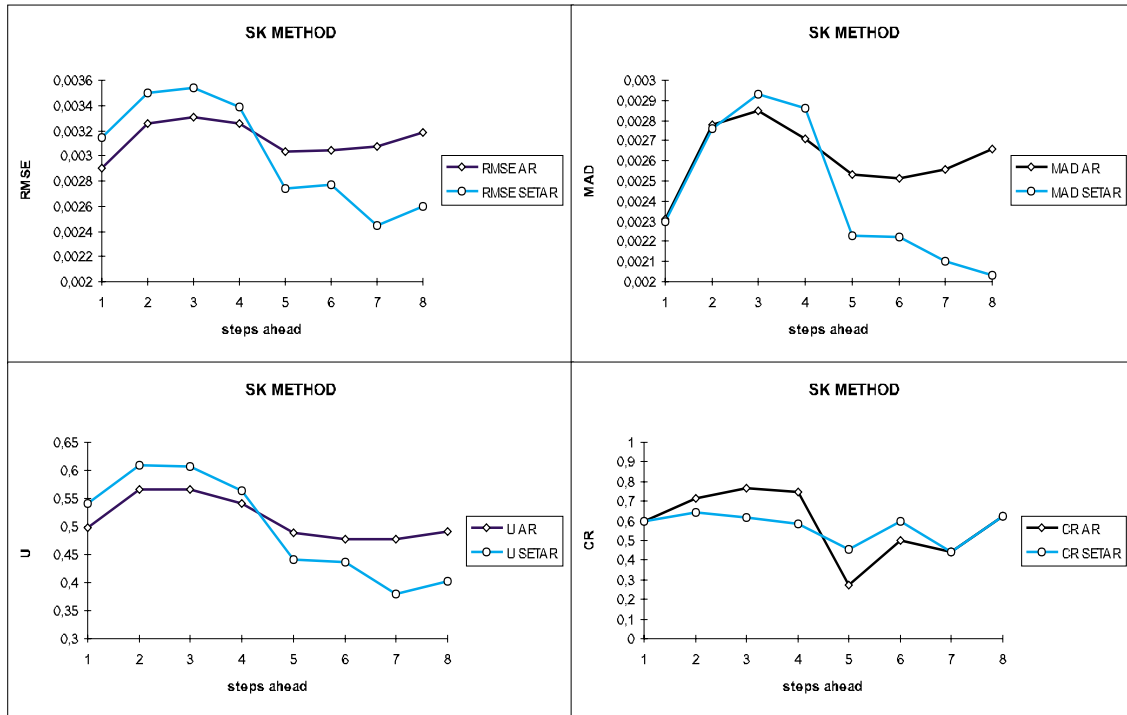 SK METHOD
0,0036
0,0034
0,0032
0,003
0,0028
0,0026
0,0024
0,0022
0,002
RMSE
1 2 3 4 5 6 7 8
steps ahead
RMSE AR
RMSE SETAR
SK METHOD
0,003
0,0029
0,0028
0,0027
0,0026
0,0025
0,0024
0,0023
0,0022
0,0021
0,002
MAD
1 2 3 4 5 6 7 8
steps ahead
MAD AR
MAD SETAR
SK METHOD
0,65
0,6
0,55
0,5
0,45
0,4
0,35
0,3
U
1 2 3 4 5 6 7 8
steps ahead
U AR
U SETAR
SK METHOD
1
0,9
0,8
0,7
0,6
0,5
0,4
0,3
0,2
0,1
0
CR
1 2 3 4 5 6 7 8
steps ahead
CR AR
CR SETAR